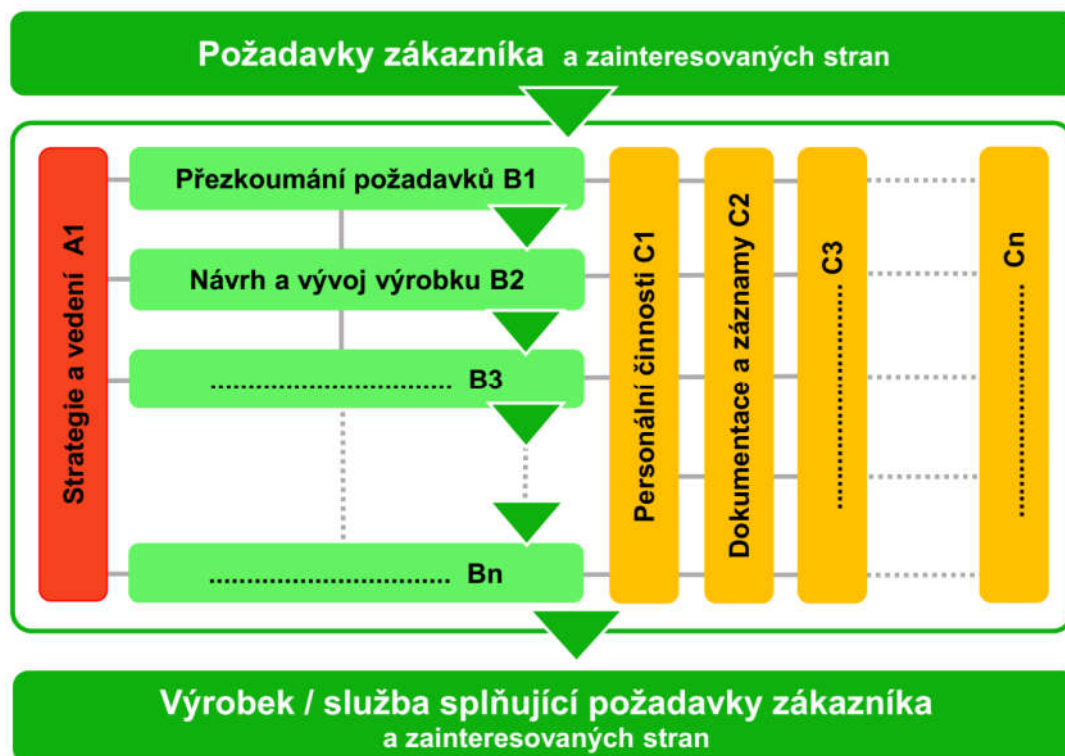 Požadavky zákazníka a zainteresovaných stran
Strategie a vedení A1
Přezkoumání požadavků B1
Návrh a vývoj výrobku B2
................................. B3
................................. Bn
Personální činnosti C1
Dokumentace a záznamy C2
................................. C3
................................. Cn
Výrobek / služba splňující požadavky zákazníka
a zainteresovaných stran